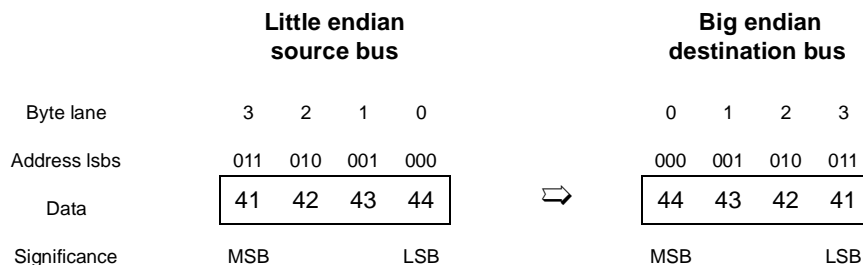 Little endian Big endian
source bus destination bus
Byte lane 3 2 1 0 0 1 2 3
Address lsbs 011 010 001 000 000 001 010 011
Data 41 42 43 44 44 43 42 41
Significance MSB LSB MSB LSB